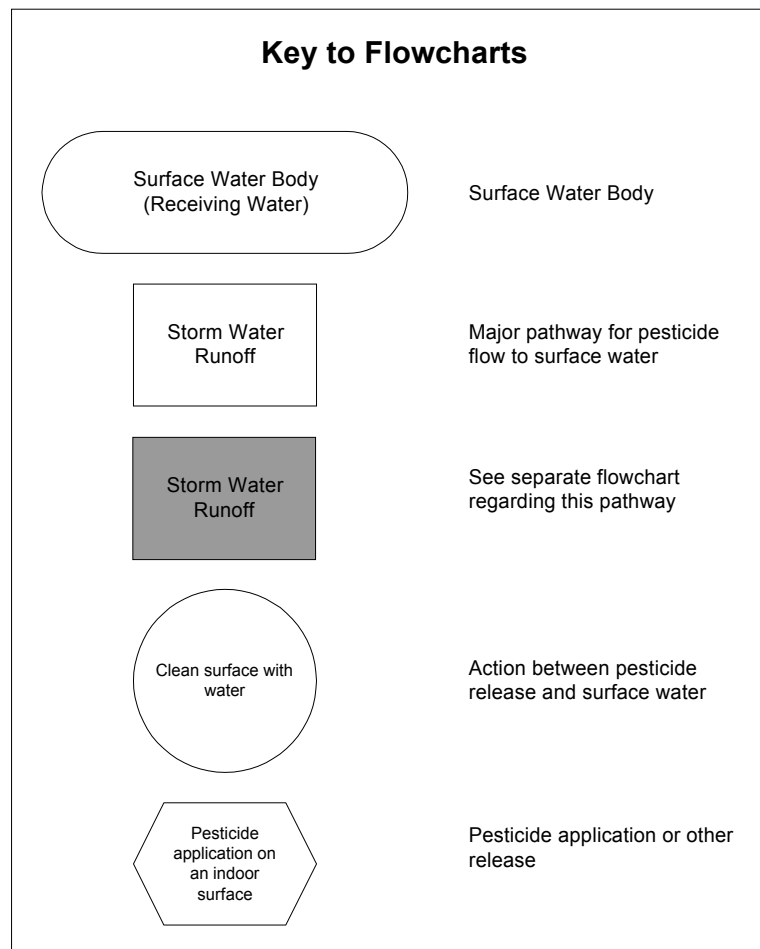 Key to Flowcharts
Surface Water Body
(Receiving Water)
Surface Water Body
Storm Water
Runoff
Major pathway for pesticide
flow to surface water
Storm Water
Runoff
See separate flowchart
regarding this pathway
Clean surface with
water
Action between pesticide
release and surface water
Pesticide
application on
an indoor
surface
Pesticide application or other
release